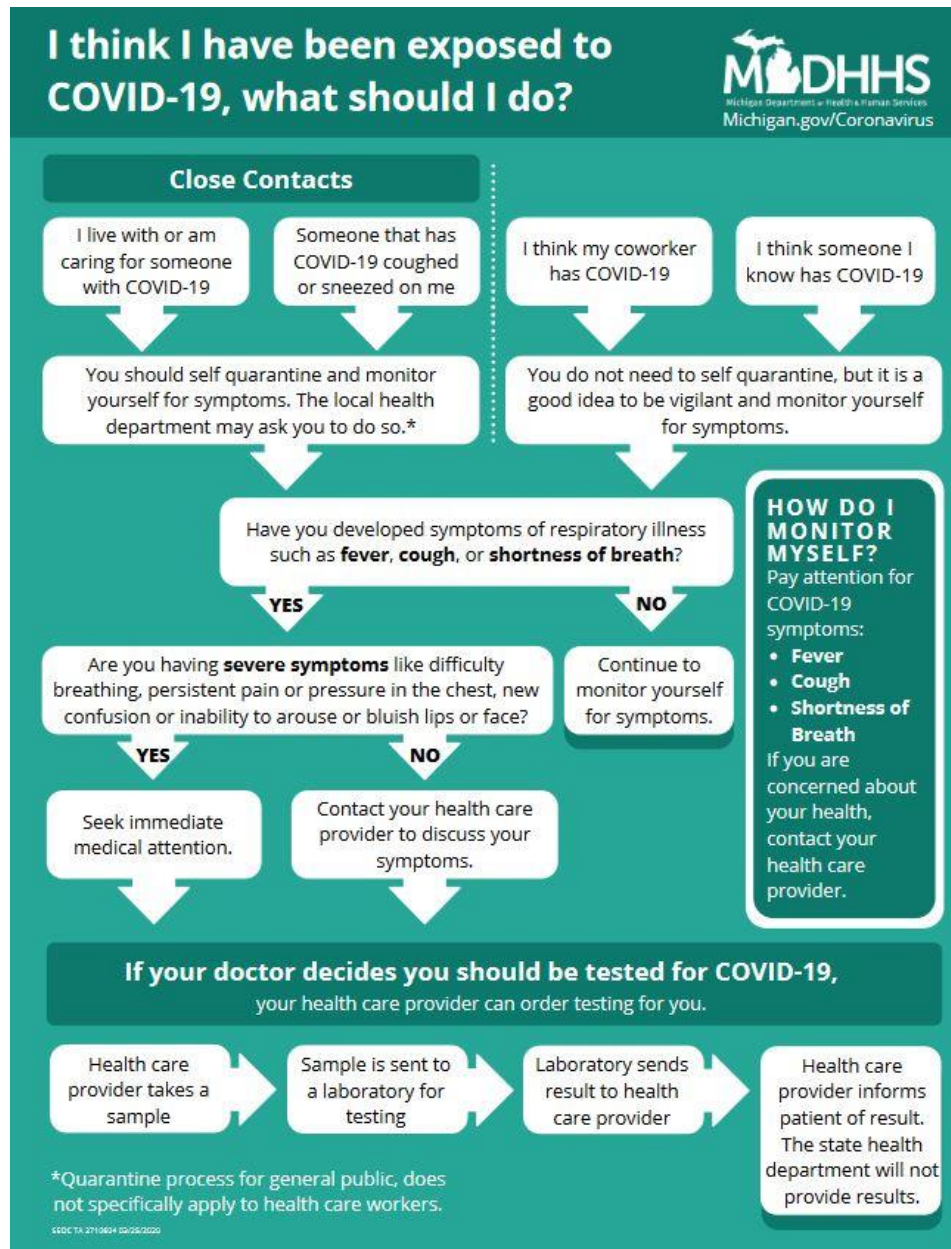 I think I have been exposed to
COVID-19, what should I do?
MDHHS
Michigan Department of Health & Human Services
Michigan.gov/Coronavirus
Close Contacts
I live with or am
caring for someone
with COVID-19
Someone that has
COVID-19 coughed
or sneezed on me
I think my coworker
has COVID-19
I think someone I
know has COVID-19
You should self quarantine and monitor
yourself for symptoms. The local health
department may ask you to do so.*
You do not need to self quarantine, but it is a
good idea to be vigilant and monitor yourself
for symptoms.
Have you developed symptoms of respiratory illness
such as fever, cough, or shortness of breath?
YES
NO
Are you having severe symptoms like difficulty
breathing, persistent pain or pressure in the chest, new
confusion or inability to arouse or bluish lips or face?
Continue to
monitor yourself
for symptoms.
YES
NO
Seek immediate
medical attention.
Contact your health care
provider to discuss your
symptoms.
HOW DO I
MONITOR
MYSELF?
Pay attention for
COVID-19
symptoms:
• Fever
• Cough
• Shortness of
Breath
If you are
concerned about
your health,
contact your
health care
provider.
If your doctor decides you should be tested for COVID-19,
your health care provider can order testing for you.
Health care
provider takes a
sample
Sample is sent to
a laboratory for
testing
Laboratory sends
result to health
care provider
Health care
provider informs
patient of result.
The state health
department will not
provide results.
*Quarantine process for general public, does
not specifically apply to health care workers.